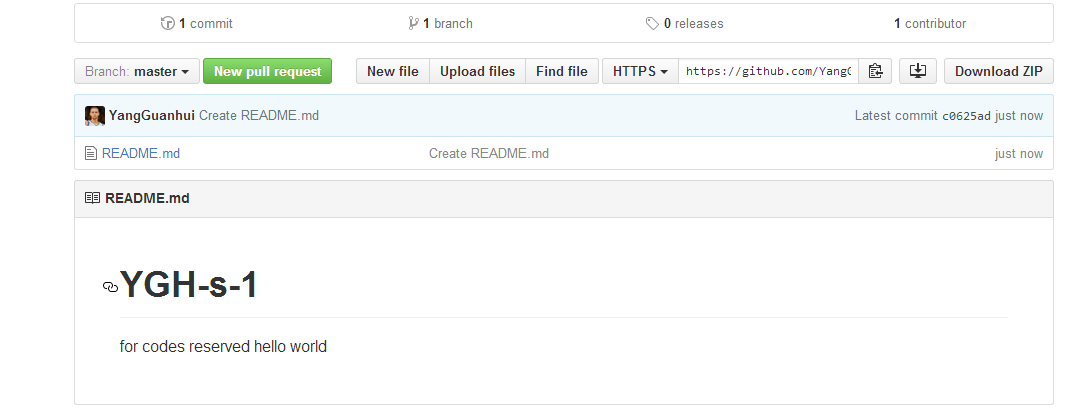 1 commit 1 branch 0 releases 1 contributor
Branch: master New pull request New file Upload files Find file HTTPS https://github.com/Yang Download ZIP
YangGuanhui Create README.md Latest commit c0625ad just now
README.md Create README.md just now
README.md
YGH-s-1
for codes reserved hello world